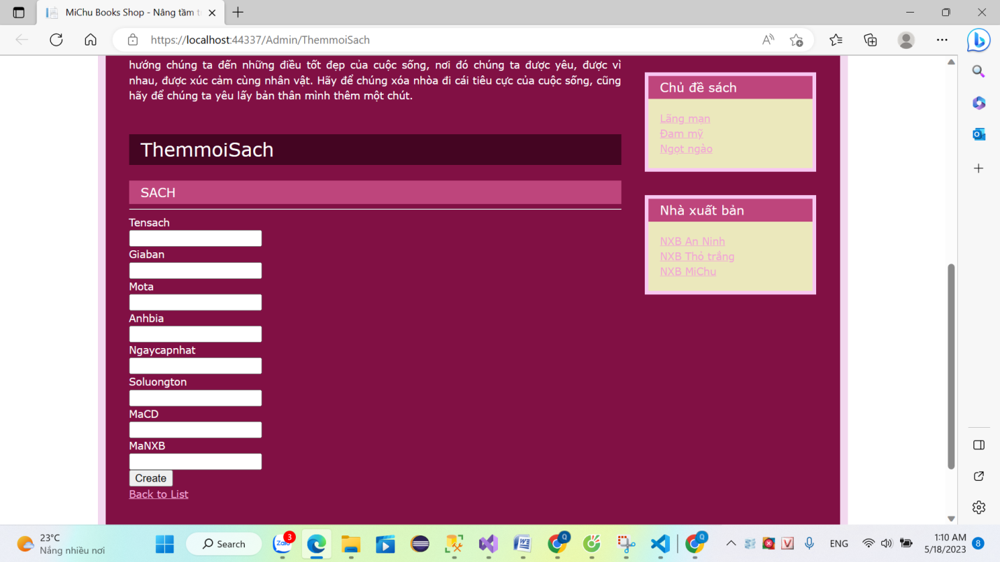 MiChu Books Shop - Nâng tầm t
https://localhost:44337/Admin/ThemmoiSach
hướng chúng ta đến những điều tốt đẹp của cuộc sống, nơi đó chúng ta được yêu, được vì
nhau, được xúc cảm cùng nhân vật. Hãy để chúng xóa nhòa đi cái tiêu cực của cuộc sống, cũng
hãy để chúng ta yêu lấy bản thân mình thêm một chút.
ThemmoiSach
SACH
Tensach
Giaban
Mota
Anhbia
Ngaycapnhat
Soluongton
MaCD
MaNXB
Create
Back to List
Chủ đề sách
Lãng mạn
Đam mỹ
Ngọt ngào
Nhà xuất bản
NXB An Ninh
NXB Thỏ trắng
NXB MiChu
23°C
Nắng nhiều nơi
Search
Zalo
3
Q
Q
ENG
1:10 AM
5/18/2023
8